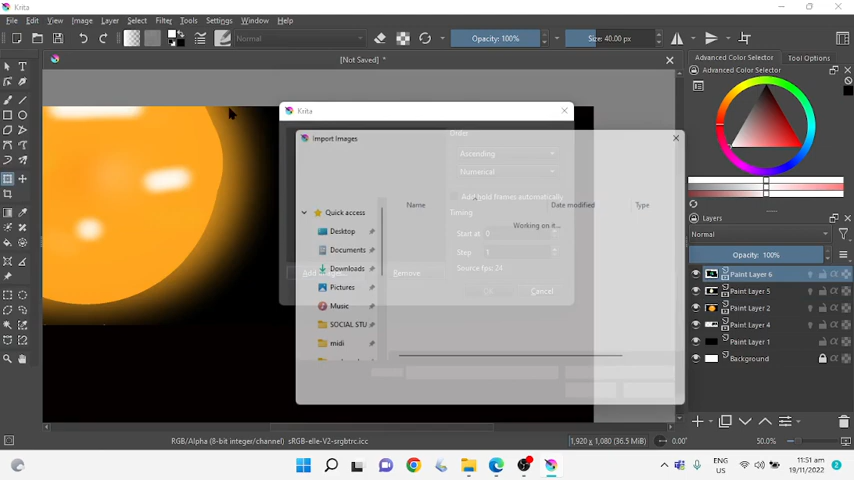 Krita
File Edit View Image Layer Select Filter Tools Settings Window Help
Normal
Opacity: 100%
Size: 40.00 px
[Not Saved] *
Advanced Color Selector
Tool Options
Advanced Color Selector
Krita
Order
Import Images
Ascending
Numerical
Add hold frames automatically
Name
Date modified
Type
Quick access
Timing
Working on it...
Desktop
Start at 0
Documents
Step 1
Downloads
Source fps: 24
Add Images...
Remove
Pictures
OK
Cancel
Music
SOCIAL STU
midi
Layers
Normal
Opacity: 100%
Paint Layer 6
Paint Layer 5
Paint Layer 2
Paint Layer 4
Paint Layer 1
Background
RGB/Alpha (8-bit integer/channel) sRGB-elle-V2-srgbtrc.icc
1,920 x 1,080 (36.5 MiB)
0.00°
50.0%
ENG
US
11:51 am
19/11/2022